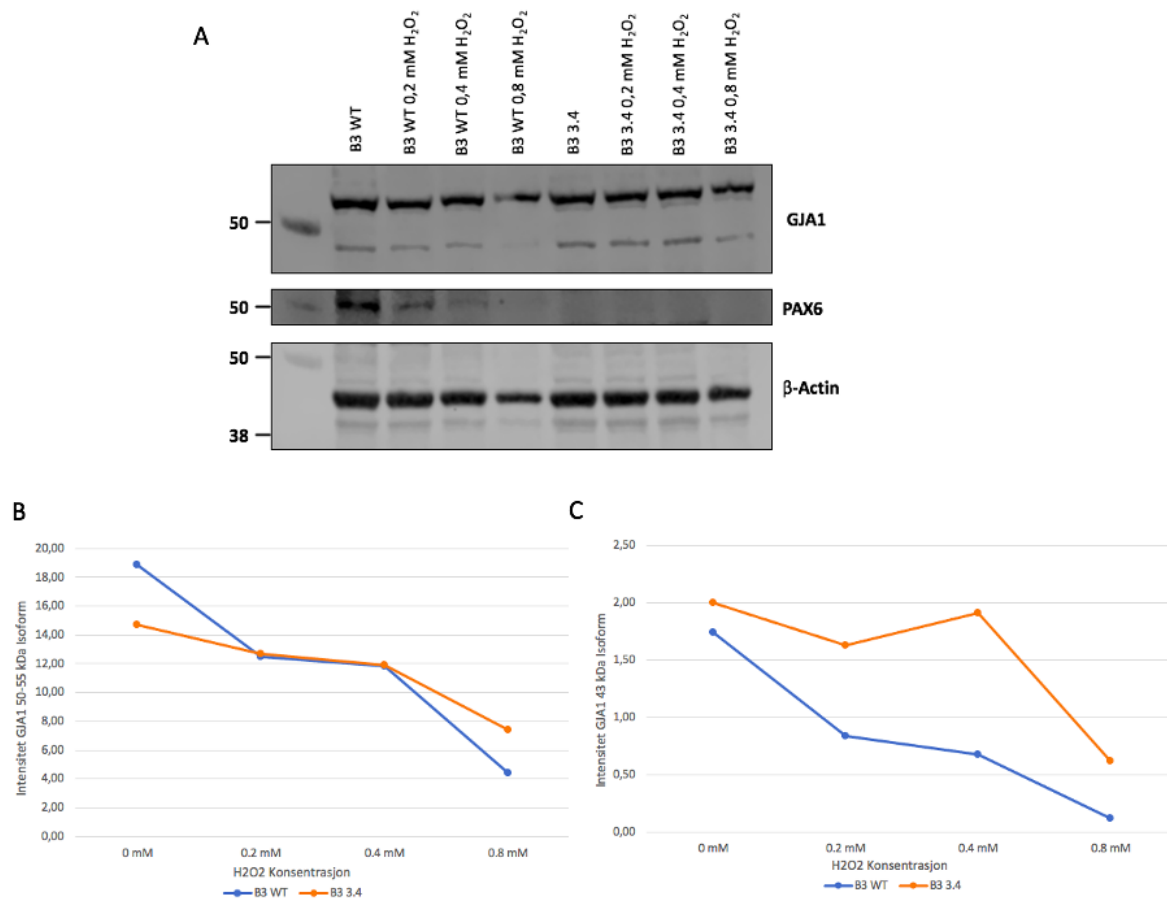 A
B3 WT
B3 WT 0,2 mM H₂O₂
B3 WT 0,4 mM H₂O₂
B3 WT 0,8 mM H₂O₂
B3 3.4
B3 3.4 0,2 mM H₂O₂
B3 3.4 0,4 mM H₂O₂
B3 3.4 0,8 mM H₂O₂
50
GJA1
50
PAX6
50
β-Actin
38
B
Intensitet GJA1 50-55 kDa Isoform
20,00
18,00
16,00
14,00
12,00
10,00
8,00
6,00
4,00
2,00
0,00
0 mM
0.2 mM
0.4 mM
0.8 mM
H2O2 Konsentrasjon
B3 WT
B3 3.4
C
Intensitet GJA1 43 kDa Isoform
2,50
2,00
1,50
1,00
0,50
0,00
0 mM
0.2 mM
0.4 mM
0.8 mM
H2O2 Konsentrasjon
B3 WT
B3 3.4